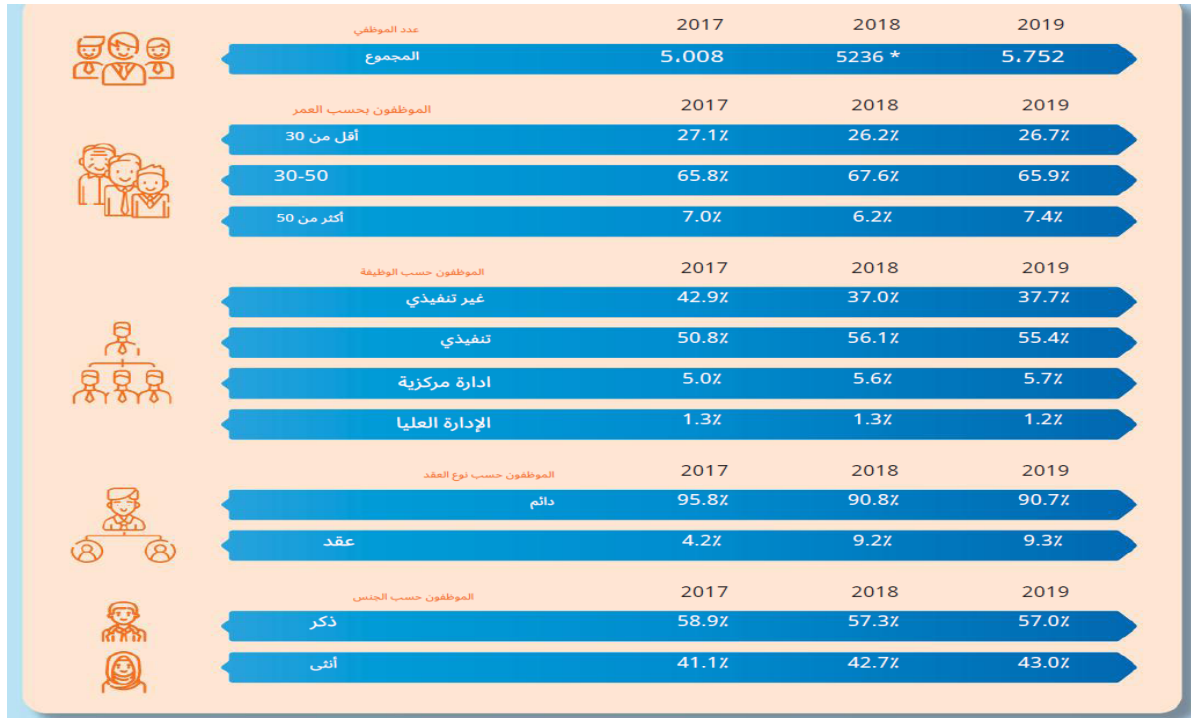 عدد الموظفي 2017 2018 2019
المجموع 5،008 5236 * 5،752
الموظفون بحسب العمر 2017 2018 2019
أقل من 30 27.1٪ 26.2٪ 26.7٪
30-50 65.8٪ 67.6٪ 65.9٪
أكثر من 50 7.0٪ 6.2٪ 7.4٪
الموظفون حسب الوظيفة 2017 2018 2019
غير تنفيذي 42.9٪ 37.0٪ 37.7٪
تنفيذي 50.8٪ 56.1٪ 55.4٪
ادارة مركزية 5.0٪ 5.6٪ 5.7٪
الإدارة العليا 1.3٪ 1.3٪ 1.2٪
الموظفون حسب نوع العقد 2017 2018 2019
دائم 95.8٪ 90.8٪ 90.7٪
عقد 4.2٪ 9.2٪ 9.3٪
الموظفون حسب الجنس 2017 2018 2019
ذكر 58.9٪ 57.3٪ 57.0٪
أنثى 41.1٪ 42.7٪ 43.0٪